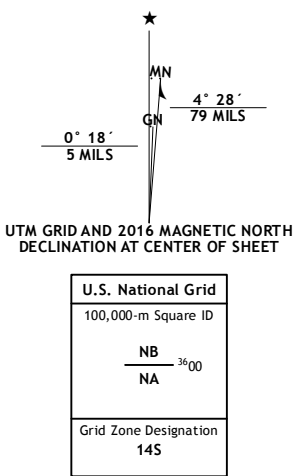 ★
MN
4° 28´
79 MILS
GN
0° 18´
5 MILS
UTM GRID AND 2016 MAGNETIC NORTH
DECLINATION AT CENTER OF SHEET
U.S. National Grid
100,000-m Square ID
NB
3600
NA
Grid Zone Designation
14S